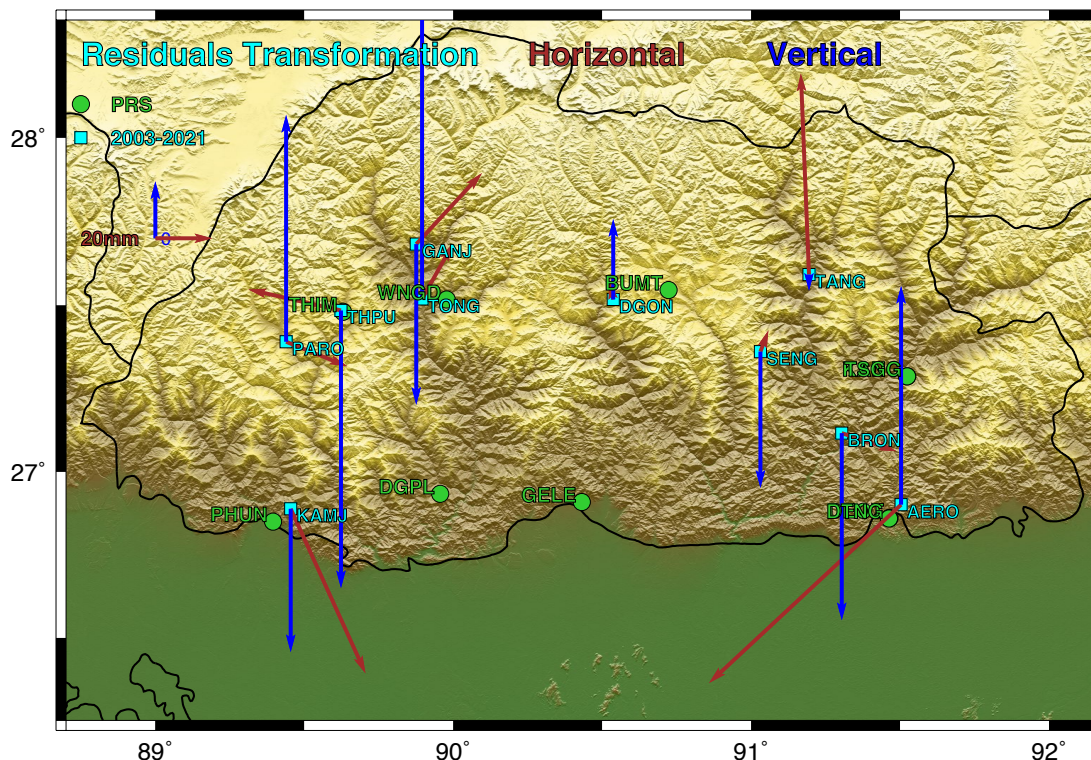 Residuals Transformation Horizontal Vertical
PRS
2003-2021
28°
20mm 0
GANJ
TANG
WNGD
BUMT
THIM
TONG
DGON
THPU
PARO
SENG
TSGG
BRON
27°
DGPL
GELE
PHUN
KAMJ
AERO
89°
90°
91°
92°